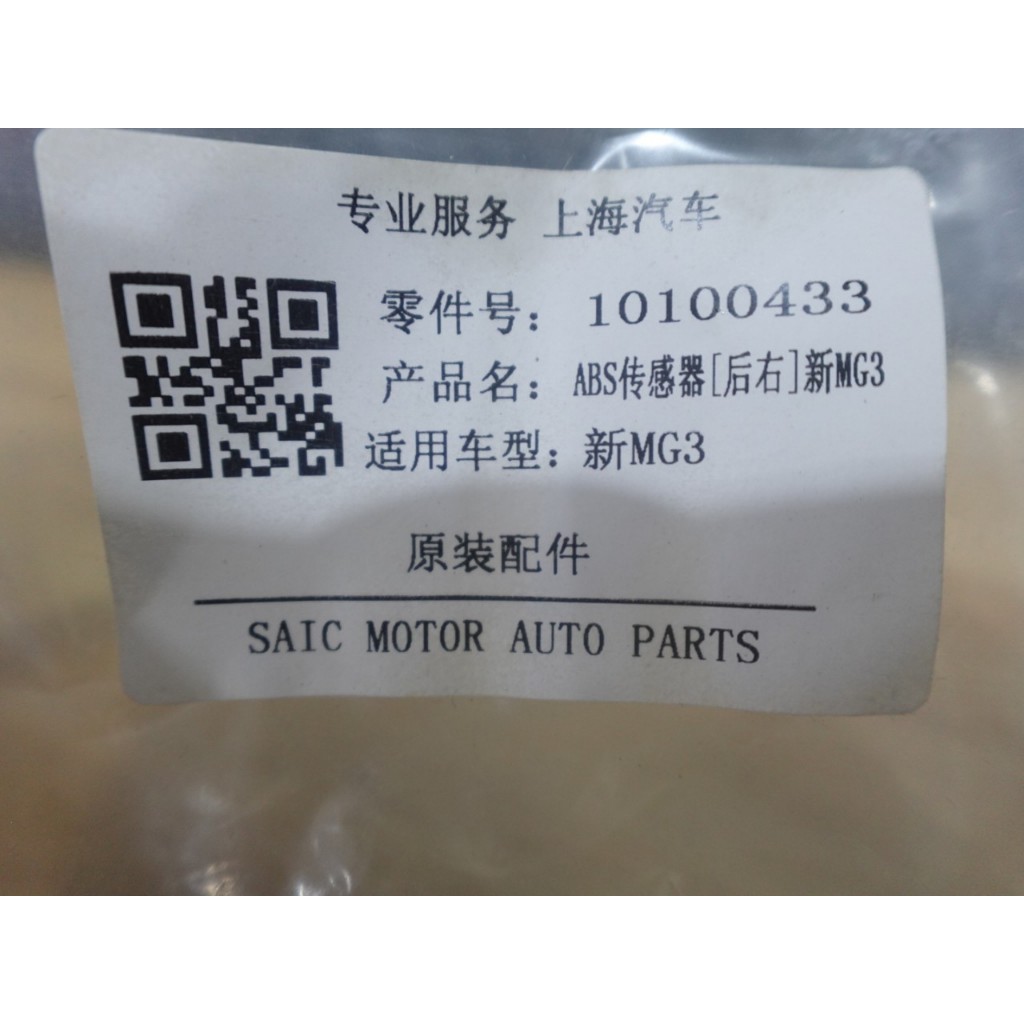 专业服务 上海汽车
零件号: 10100433
产品名: ABS传感器[后右]新MG3
适用车型: 新MG3
原装配件
SAIC MOTOR AUTO PARTS